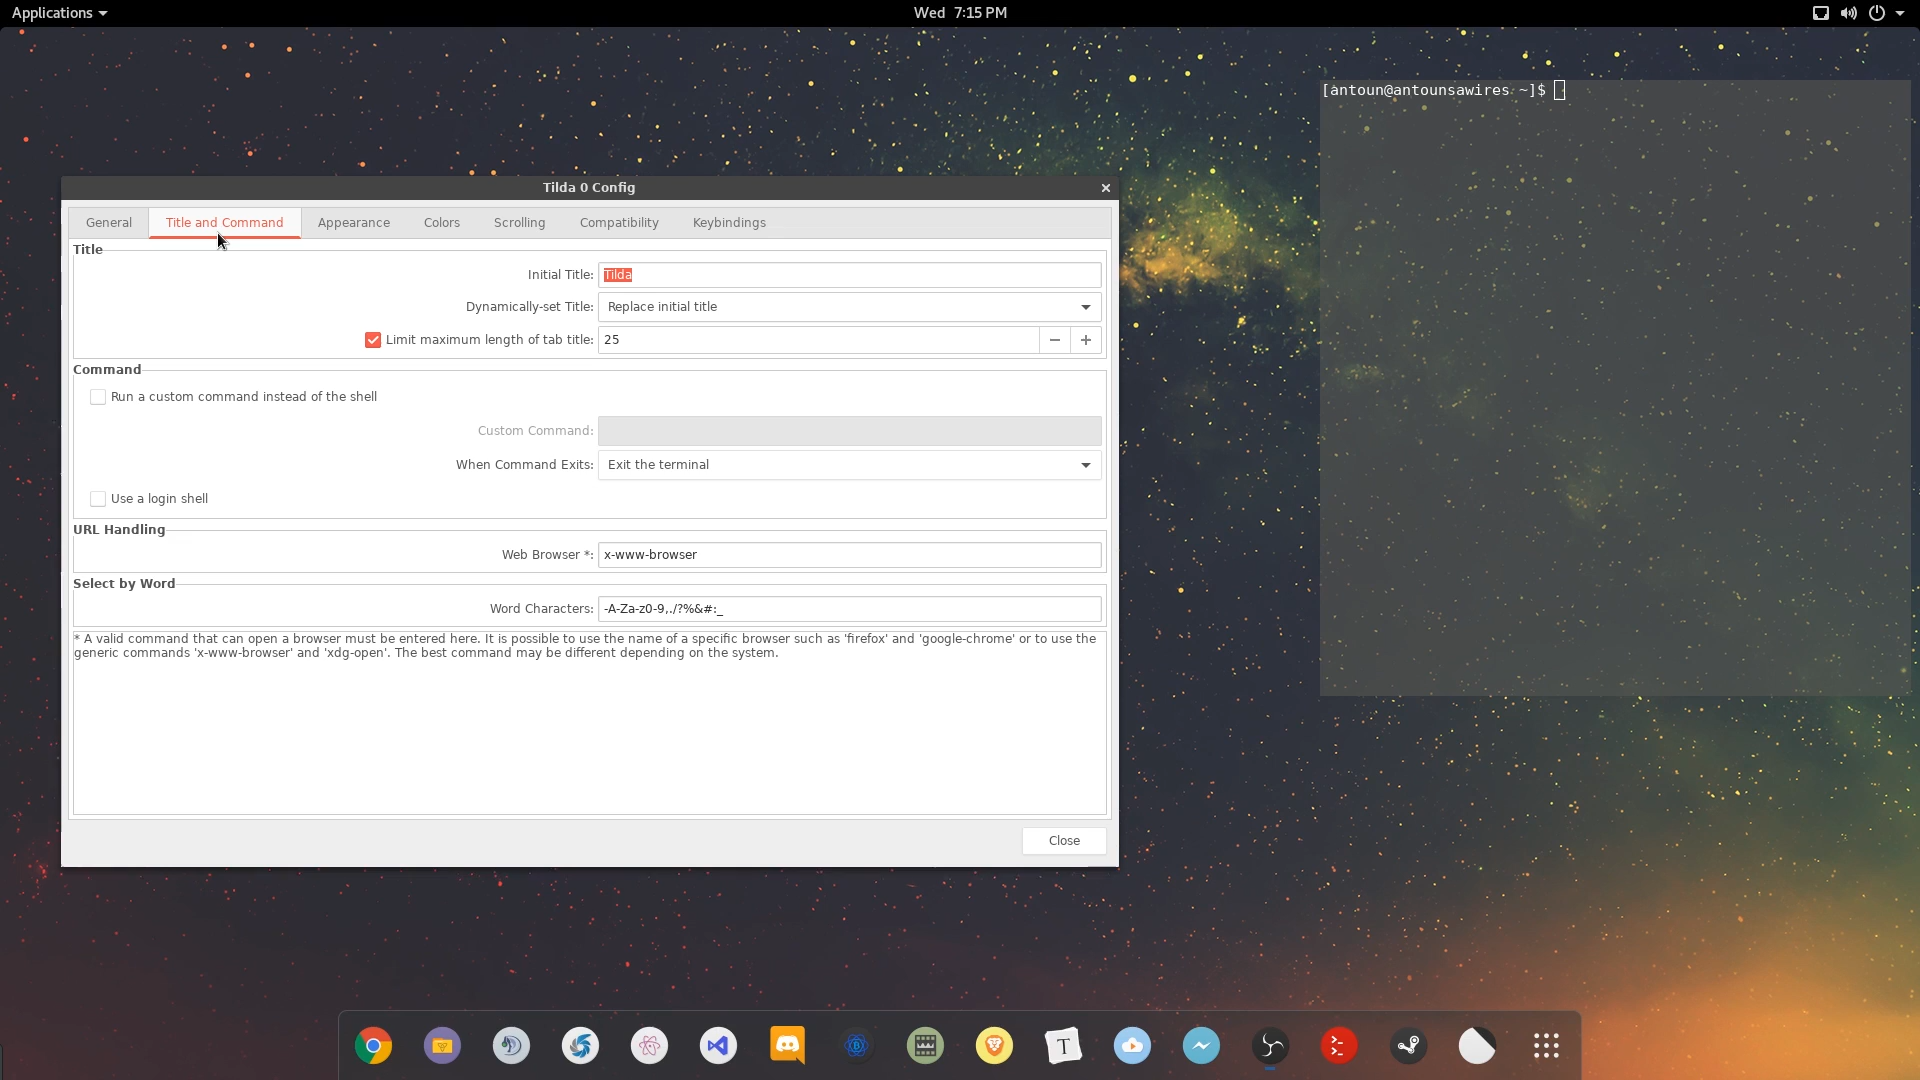 Applications
Wed 7:15 PM
[antoun@antounsawires ~]$
Tilda 0 Config
General
Title and Command
Appearance
Colors
Scrolling
Compatibility
Keybindings
Title
Initial Title: Tilda
Dynamically-set Title: Replace initial title
Limit maximum length of tab title: 25
Command
Run a custom command instead of the shell
Custom Command:
When Command Exits: Exit the terminal
Use a login shell
URL Handling
Web Browser *: x-www-browser
Select by Word
Word Characters: -A-Za-z0-9,./?%&#:_
* A valid command that can open a browser must be entered here. It is possible to use the name of a specific browser such as 'firefox' and 'google-chrome' or to use the
generic commands 'x-www-browser' and 'xdg-open'. The best command may be different depending on the system.
Close
T